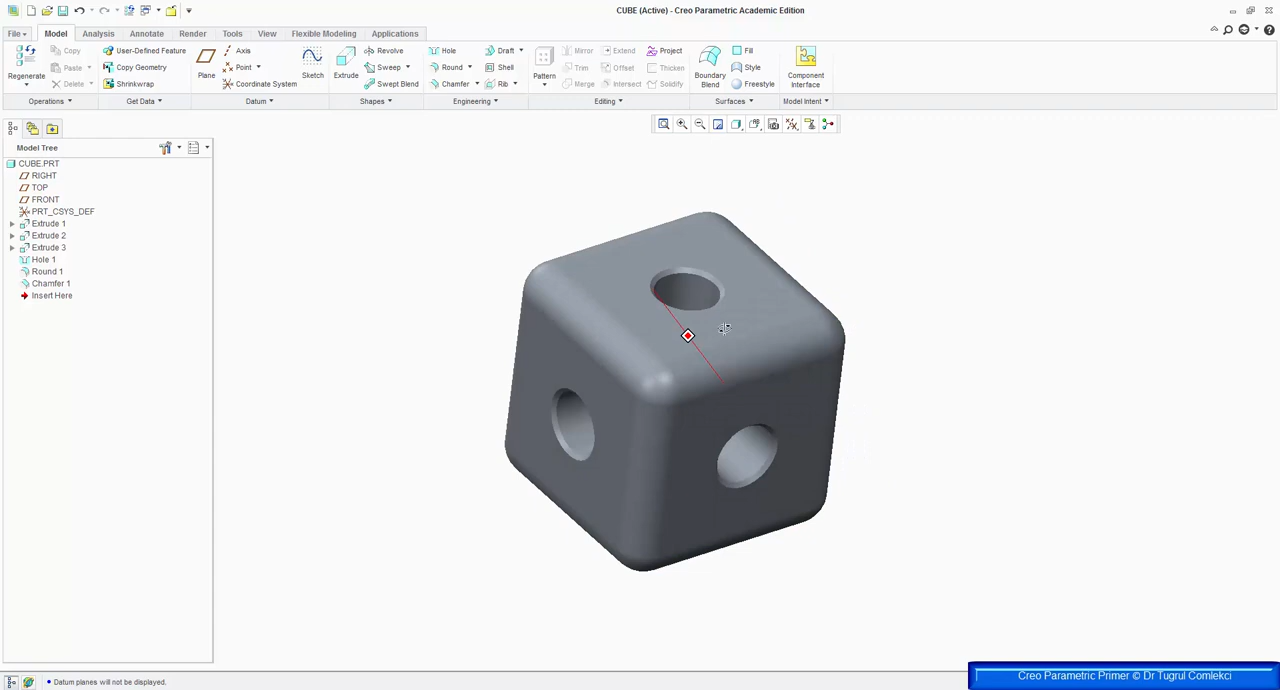 CUBE (Active) - Creo Parametric Academic Edition
File Model Analysis Annotate Render Tools View Flexible Modeling Applications
Regenerate
Copy
Paste
Delete
Operations
User-Defined Feature
Copy Geometry
Shrinkwrap
Get Data
Plane
Axis
Point
Coordinate System
Sketch
Datum
Extrude
Revolve
Sweep
Swept Blend
Shapes
Hole
Round
Chamfer
Draft
Shell
Rib
Engineering
Pattern
Mirror
Trim
Merge
Extend
Offset
Intersect
Project
Thicken
Solidify
Editing
Boundary
Blend
Fill
Style
Freestyle
Surfaces
Component
Interface
Model Intent
Model Tree
CUBE.PRT
RIGHT
TOP
FRONT
PRT_CSYS_DEF
Extrude 1
Extrude 2
Extrude 3
Hole 1
Round 1
Chamfer 1
Insert Here
Datum planes will not be displayed.
Creo Parametric Primer © Dr Tugrul Comlekci